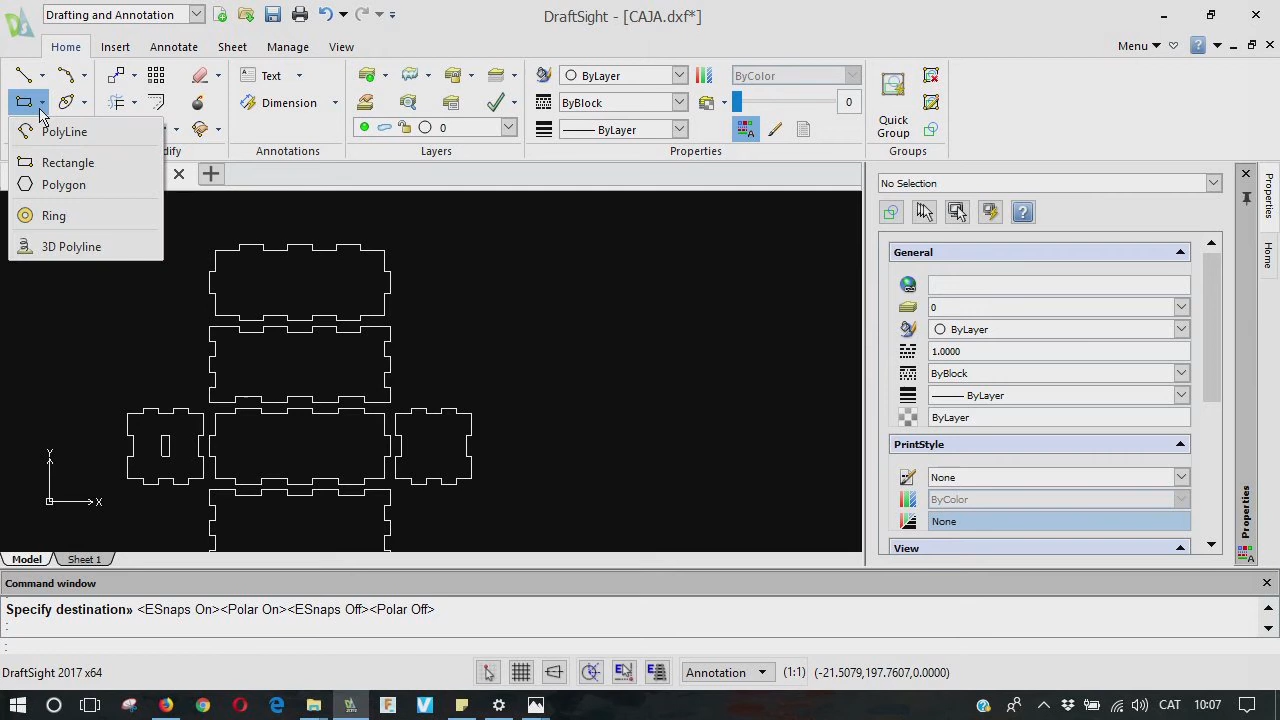 Drafting and Annotation
DraftSight - [CAJA.dxf*]
Home Insert Annotate Sheet Manage View
Menu
Text
Dimension
ByLayer
ByBlock
ByLayer
ByColor
0
0
Quick
Group
Annotations Layers Properties Groups
PolyLine
Rectangle
Polygon
Ring
3D Polyline
No Selection
General
0
ByLayer
1.0000
ByBlock
ByLayer
ByLayer
PrintStyle
None
ByColor
None
View
Properties
Home
Properties
Y
X
Model Sheet 1
Command window
Specify destination» <ESnaps On><Polar On><ESnaps Off><Polar Off>
:
:
DraftSight 2017 x64
Annotation
(1:1)
(-21.5079,197.7607,0.0000)
CAT
10:07